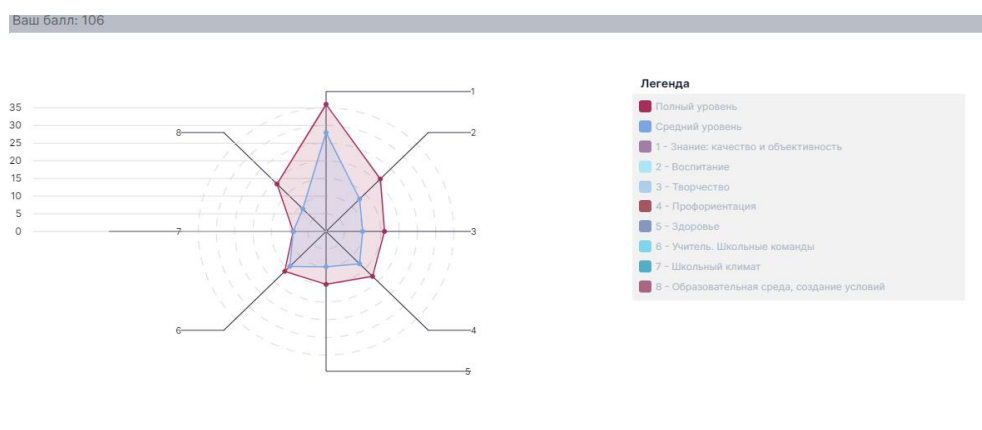 Ваш балл: 106
Легенда
Полный уровень
Средний уровень
1 - Знание: качество и объективность
2 - Воспитание
3 - Творчество
4 - Профориентация
5 - Здоровье
6 - Учитель. Школьные команды
7 - Школьный климат
8 - Образовательная среда, создание условий
35
30
25
20
15
10
5
0
1
2
3
4
5
6
7
8